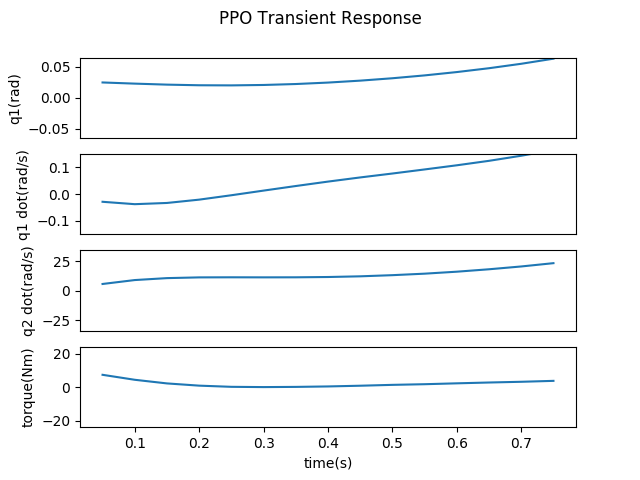 PPO Transient Response
q1(rad)
0.05
0.00
−0.05
q1 dot(rad/s)
0.1
0.0
−0.1
q2 dot(rad/s)
25
0
−25
torque(Nm)
20
0
−20
0.1 0.2 0.3 0.4 0.5 0.6 0.7
time(s)